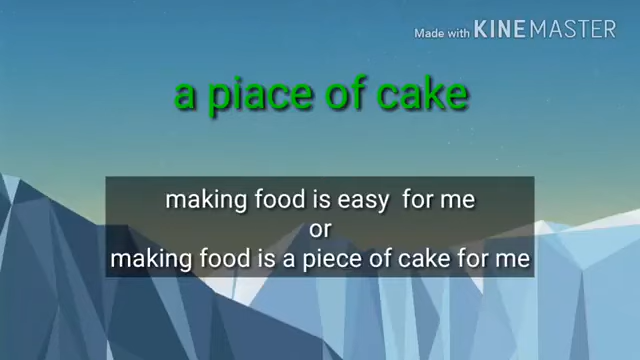 Made with KINEMASTER
a piace of cake
making food is easy for me
or
making food is a piece of cake for me